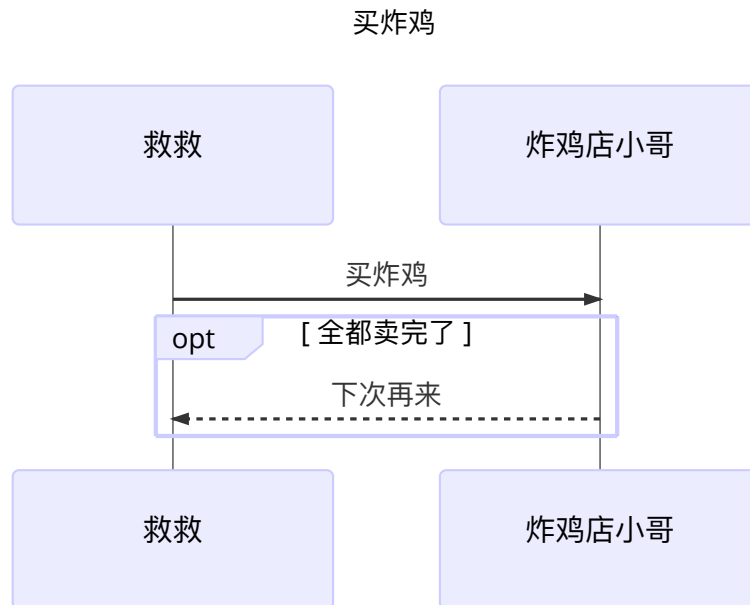 买炸鸡
救救
炸鸡店小哥
买炸鸡
opt
[ 全都卖完了 ]
下次再来
救救
炸鸡店小哥